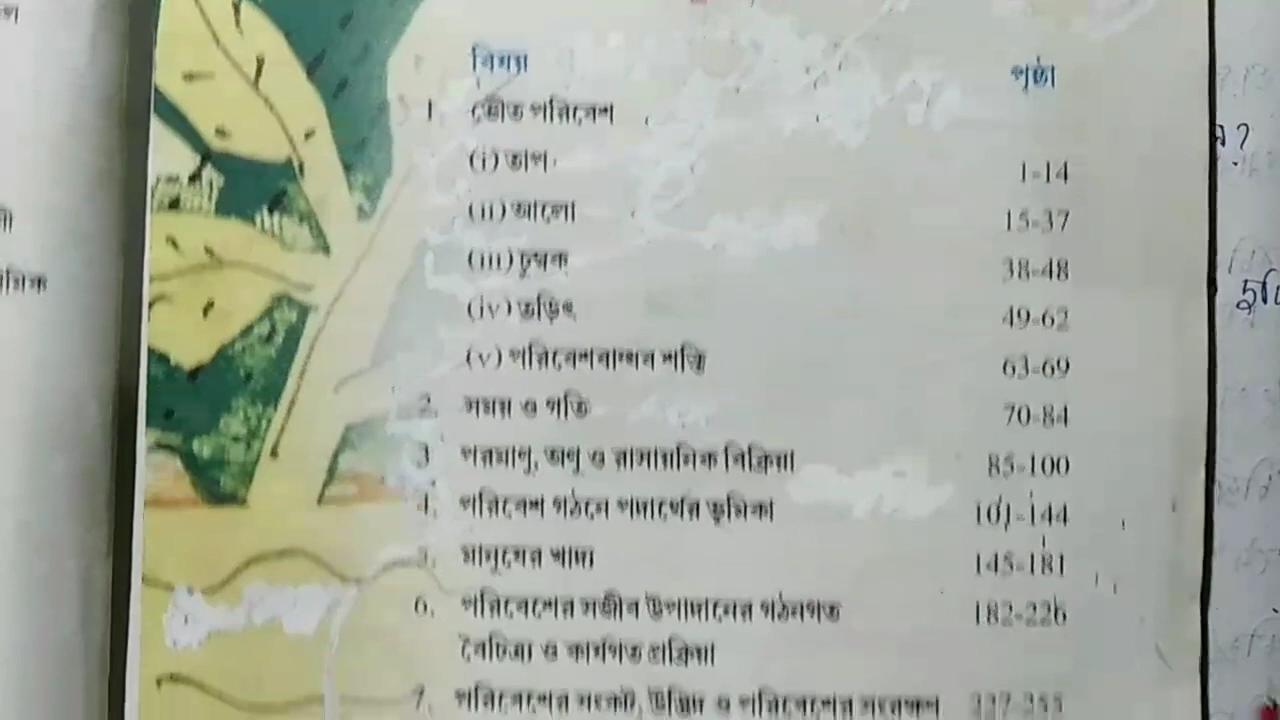 বিষয় পৃষ্ঠা
1. ভৌত পরিবেশ
(i) তাপ 1-14
(ii) আলো 15-37
(iii) চুম্বক 38-48
(iv) তড়িৎ 49-62
(v) পরিবেশবান্ধব শক্তি 63-69
2. সময় ও গতি 70-84
3 পরমাণু, অণু ও রাসায়নিক বিক্রিয়া 85-100
4. পরিবেশ গঠনে পদার্থের ভূমিকা 101-144
5. মানুষের খাদ্য 145-181
6. পরিবেশের সজীব উপাদানের গঠনগত 182-226
বৈচিত্র্য ও কার্যগত প্রক্রিয়া
7. পরিবেশের সংকট, উদ্ভিদ ও পরিবেশের সংরক্ষণ